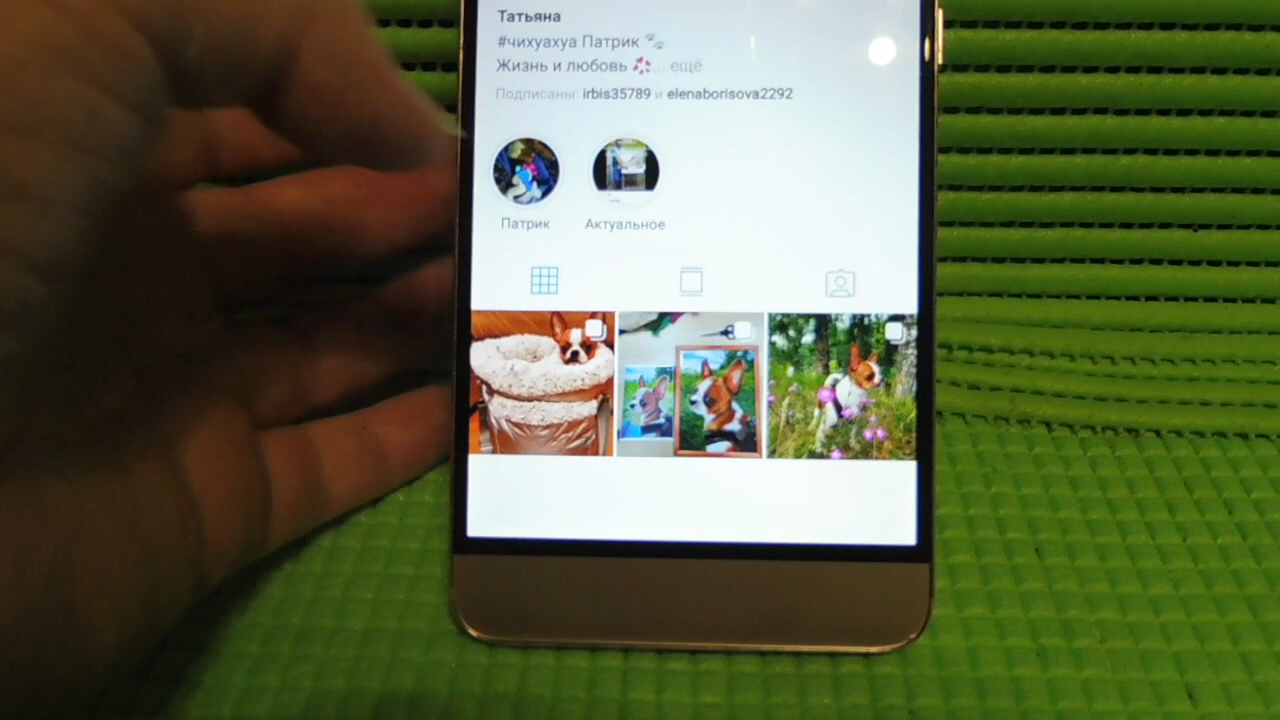 Татьяна
#чихуахуа Патрик 🐾
Жизнь и любовь 💞... ещё
Подписаны: irbis35789 и elenaborisova2292
Патрик
Актуальное